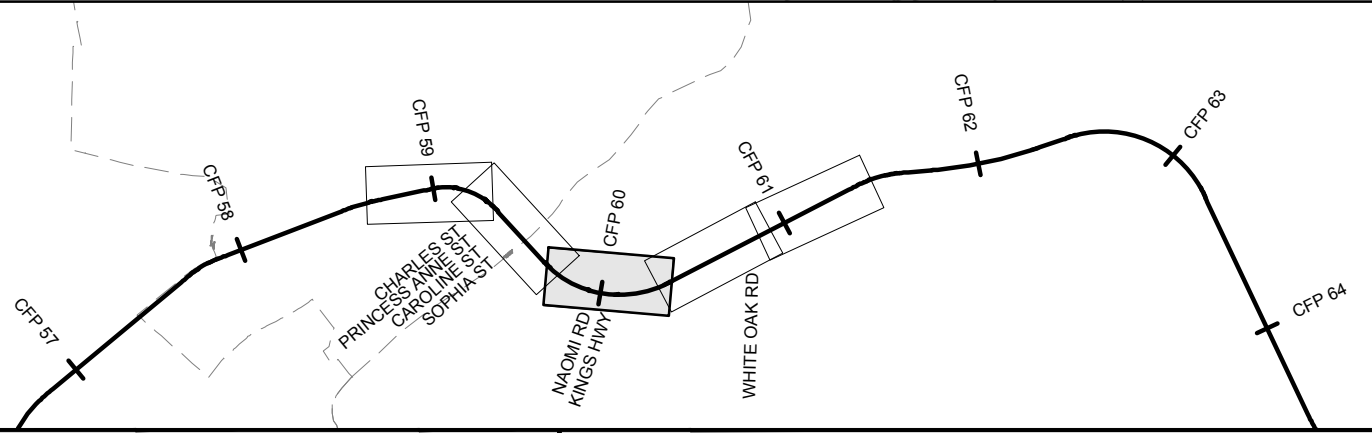 CFP 57
CFP 58
CFP 59
CHARLES ST
PRINCESS ANNE ST
CAROLINE ST
SOPHIA ST
CFP 60
NAOMI RD
KINGS HWY
CFP 61
WHITE OAK RD
CFP 62
CFP 63
CFP 64